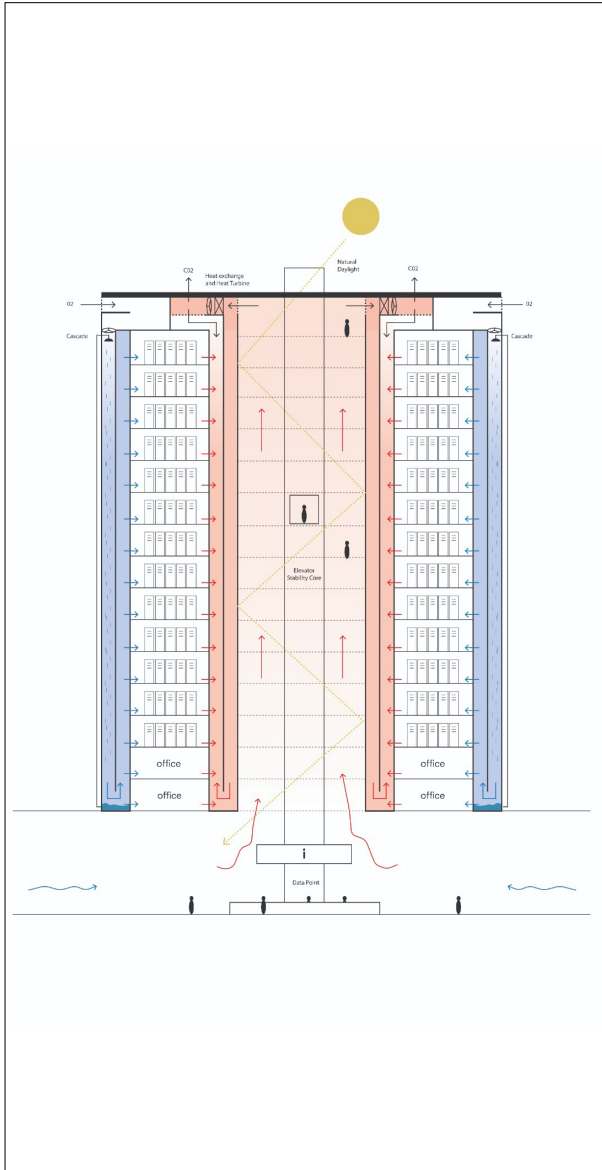 Natural
Daylight
C02
Heat exchange
and Heat Turbine
C02
02
02
Cascade
Cascade
Elevator
Stability Core
office
office
office
office
i
Data Point